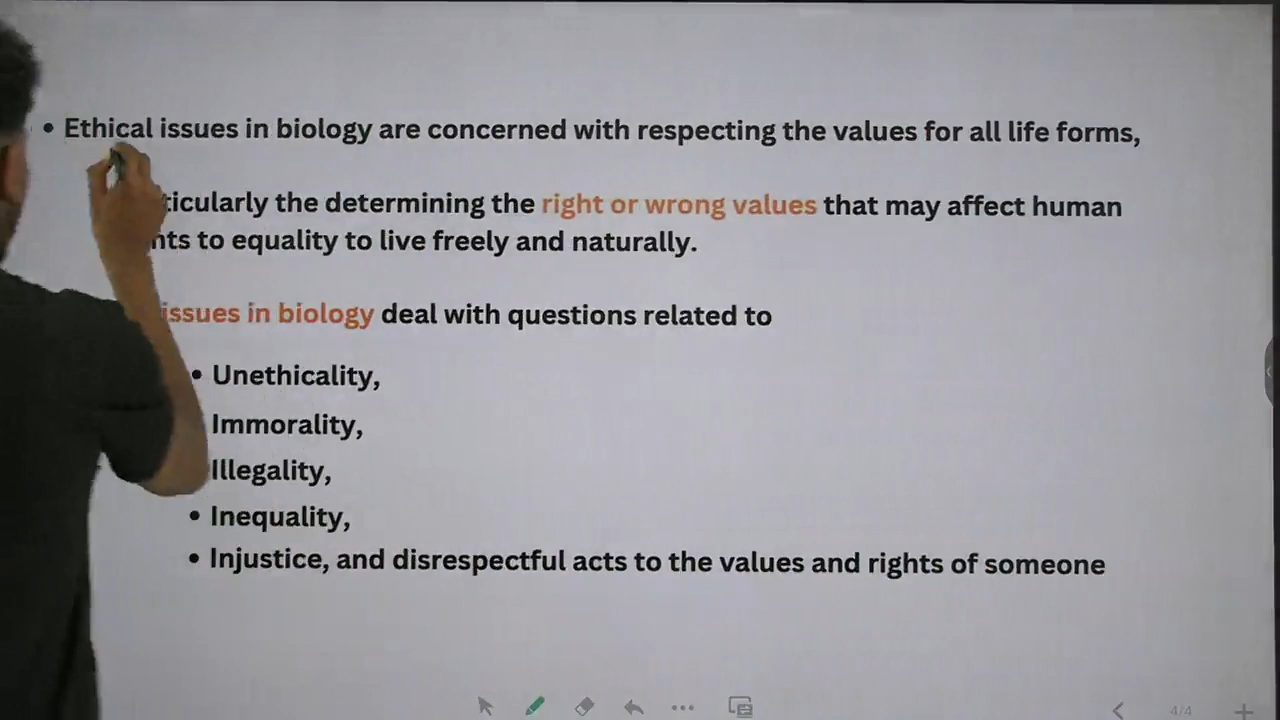 • Ethical issues in biology are concerned with respecting the values for all life forms,
the determining the right or wrong values that may affect human
to equality to live freely and naturally.
issues in biology deal with questions related to
• Unethicality,
Immorality,
Illegality,
• Inequality,
• Injustice, and disrespectful acts to the values and rights of someone
4/4